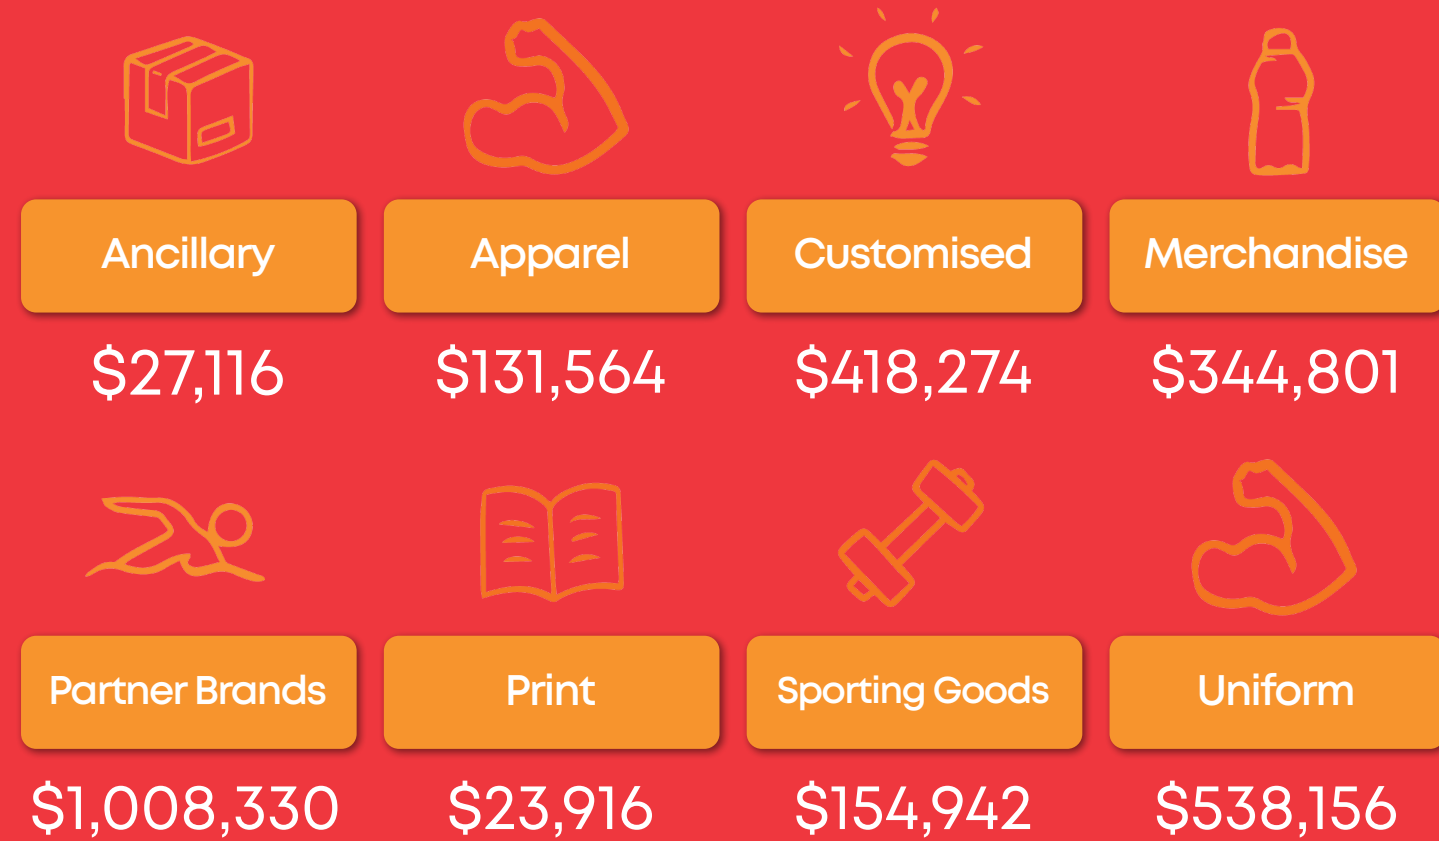 Ancillary Apparel Customised Merchandise
$27,116 $131,564 $418,274 $344,801
Partner Brands Print Sporting Goods Uniform
$1,008,330 $23,916 $154,942 $538,156